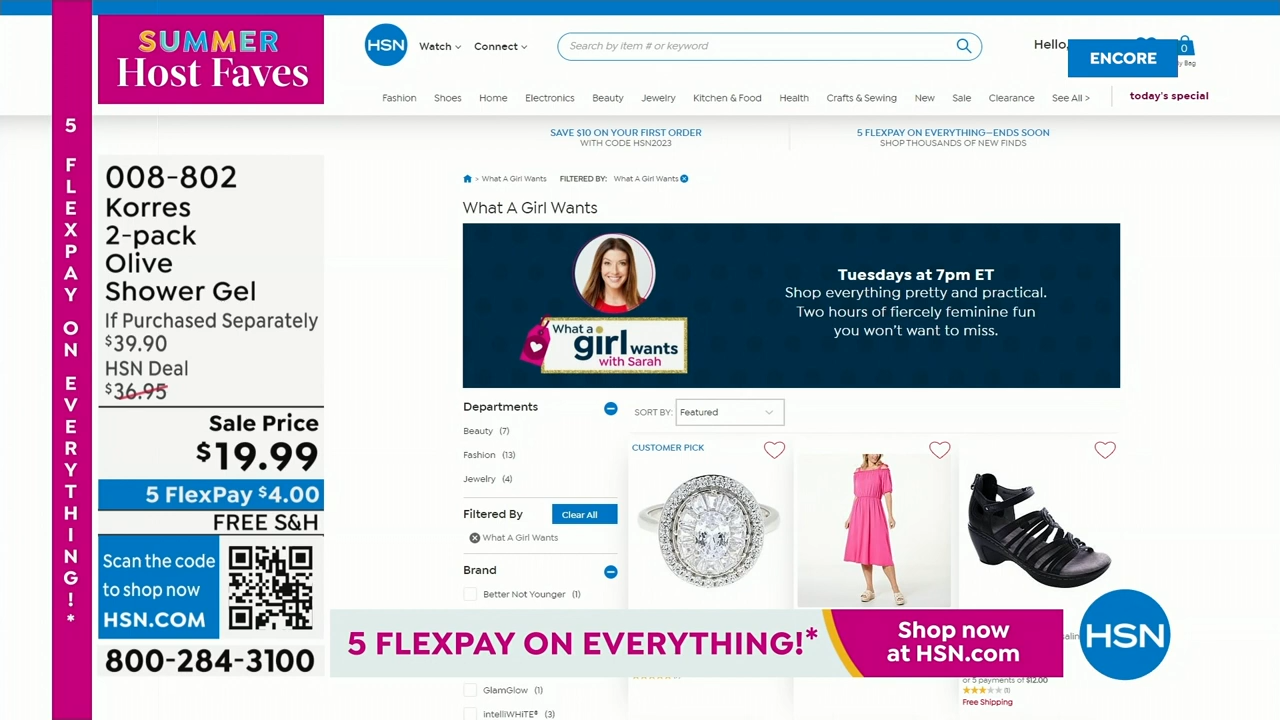 SUMMER
Host Faves
5 FLEXPAY ON EVERYTHING!*
008-802
Korres
2-pack
Olive
Shower Gel
If Purchased Separately
$39.90
HSN Deal
$36.95
Sale Price
$19.99
5 FlexPay $4.00
FREE S&H
Scan the code
to shop now
HSN.COM
800-284-3100
HSN
Watch
Connect
Search by item # or keyword
Hello,
ENCORE
0
Bag
Fashion Shoes Home Electronics Beauty Jewelry Kitchen & Food Health Crafts & Sewing New Sale Clearance See All > today's special
SAVE $10 ON YOUR FIRST ORDER
WITH CODE HSN2023
5 FLEXPAY ON EVERYTHING—ENDS SOON
SHOP THOUSANDS OF NEW FINDS
> What A Girl Wants FILTERED BY: What A Girl Wants
What A Girl Wants
What a
girl wants
with Sarah
Tuesdays at 7pm ET
Shop everything pretty and practical.
Two hours of fiercely feminine fun
you won't want to miss.
Departments
Beauty (7)
Fashion (13)
Jewelry (4)
Filtered By
Clear All
What A Girl Wants
Brand
Better Not Younger (1)
GlamGlow (1)
intelliWHiTE® (3)
SORT BY: Featured
CUSTOMER PICK
or 5 payments of $12.00
(1)
Free Shipping
5 FLEXPAY ON EVERYTHING!*
Shop now
at HSN.com
HSN